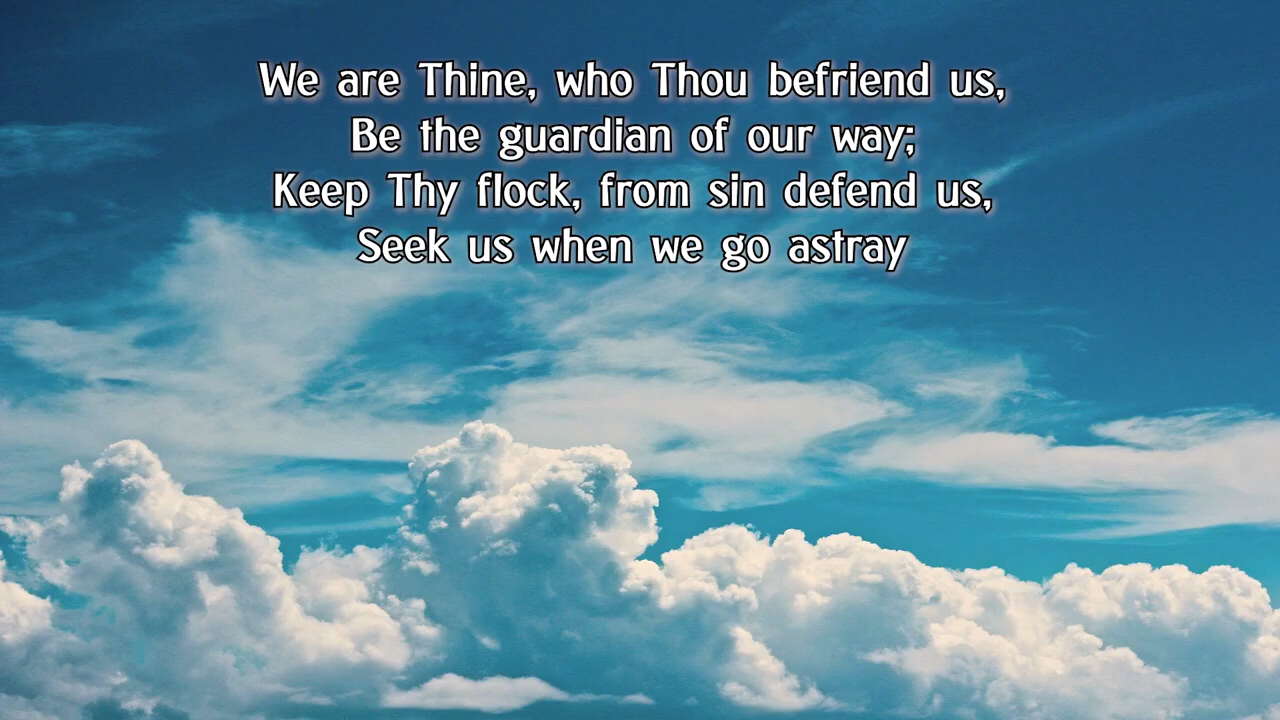 We are Thine, who Thou befriend us,
Be the guardian of our way;
Keep Thy flock, from sin defend us,
Seek us when we go astray